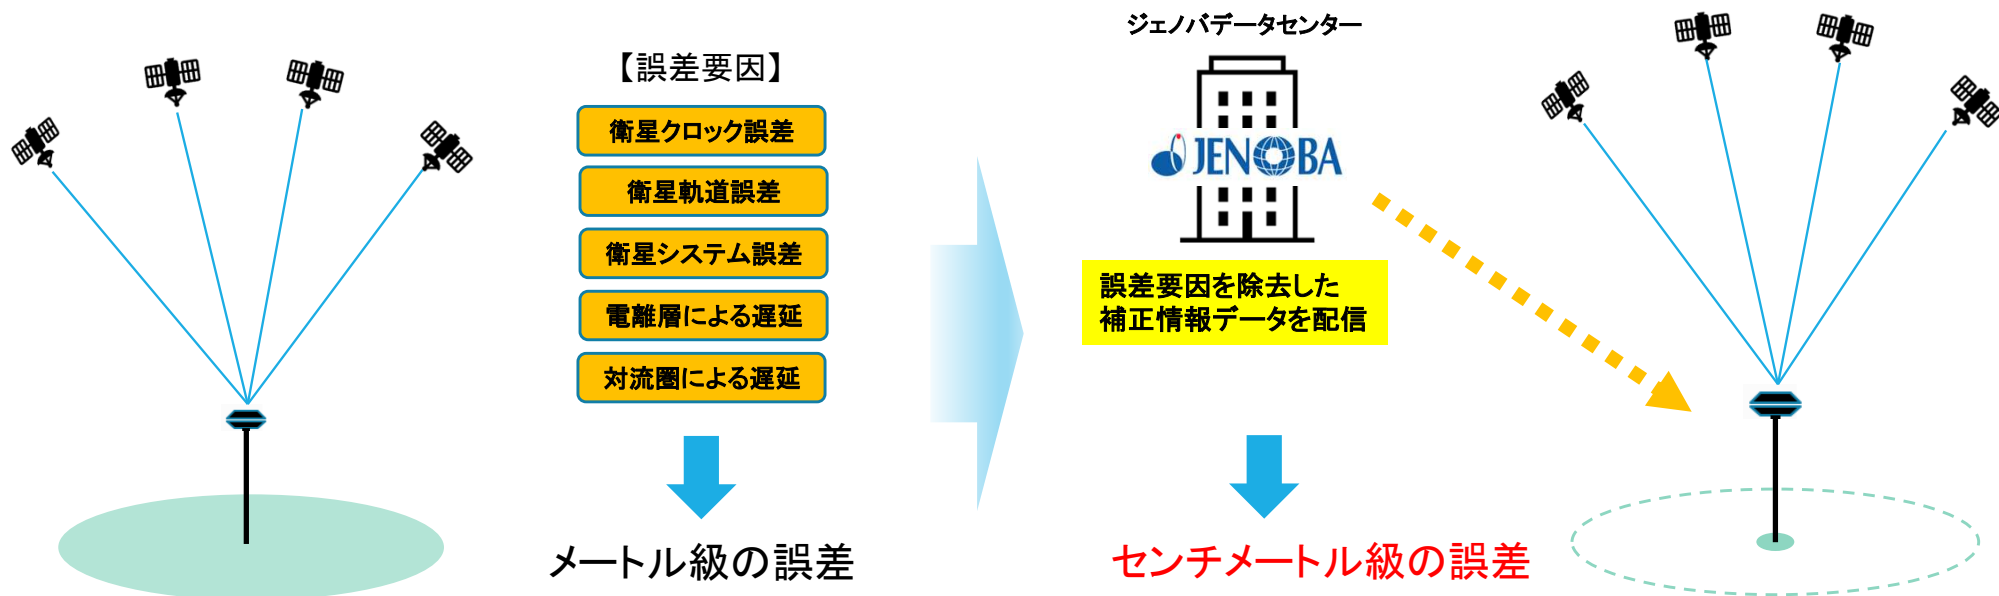 【誤差要因】
衛星クロック誤差
衛星軌道誤差
衛星システム誤差
電離層による遅延
対流圏による遅延
メートル級の誤差
ジェノバデータセンター
JENOBA
誤差要因を除去した
補正情報データを配信
センチメートル級の誤差